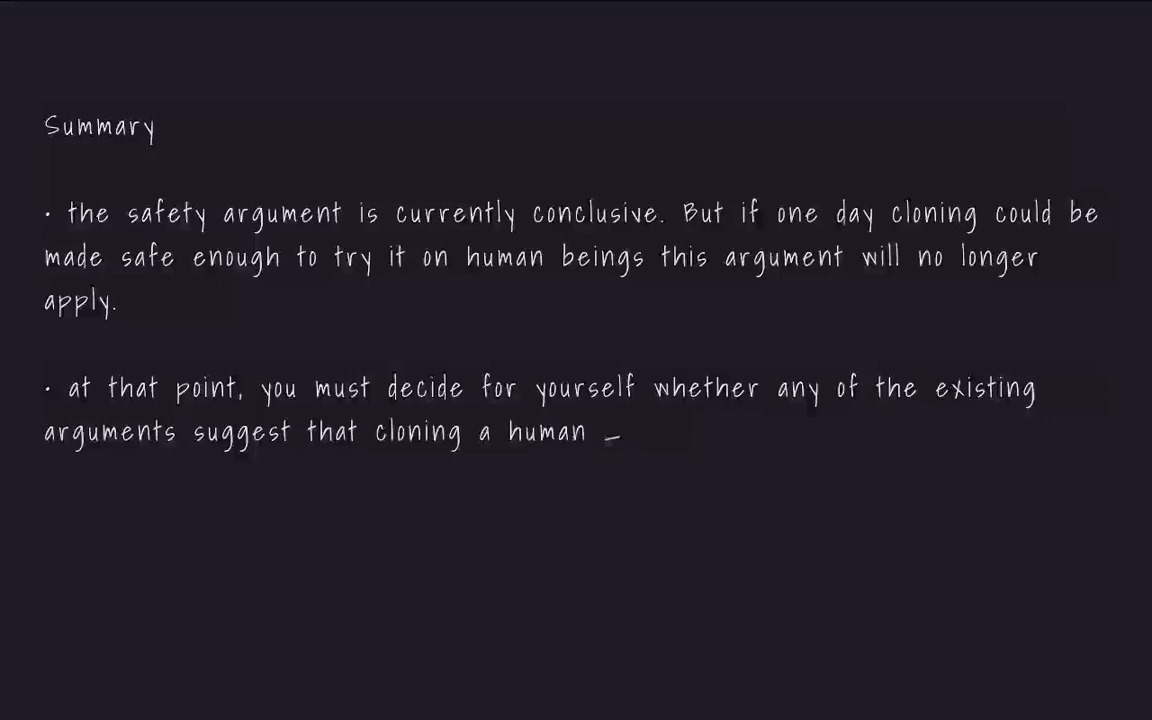 Summary
· the safety argument is currently conclusive. But if one day cloning could be
made safe enough to try it on human beings this argument will no longer
apply.
· at that point, you must decide for yourself whether any of the existing
arguments suggest that cloning a human